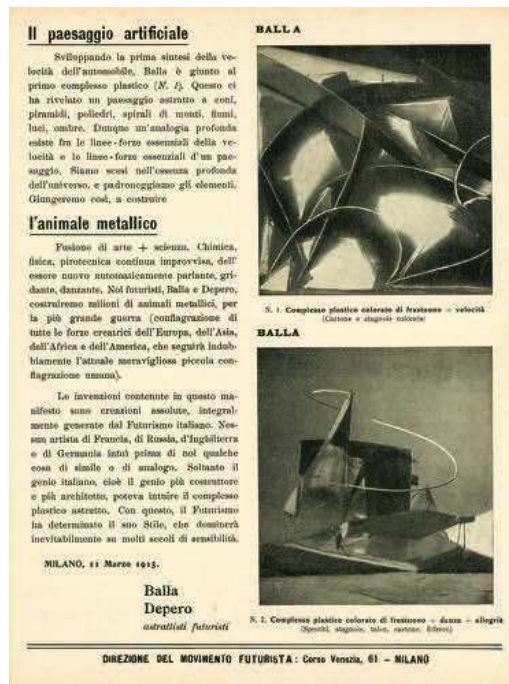 Il paesaggio artificiale
Sviluppando la prima sintesi della ve-
locità dell'automobile, Balla è giunto al
primo complesso plastico (N. 1). Questo ci
ha rivelato un paesaggio astratto a coni,
piramidi, poliedri, spirali di monti, fiumi,
luci, ombre. Dunque un'analogia profonda
esiste fra le linee-forze essenziali della ve-
locità e le linee-forze essenziali d'un pae-
saggio. Siamo scesi nell'essenza profonda
dell'universo, e padroneggiamo gli elementi.
Giungeremo così, a costruire
l'animale metallico
Fusione di arte + scienza. Chimica,
fisica, pirotecnica continua improvvisa, dell'
essere nuovo automaticamente parlante, gri-
dante, danzante. Noi futuristi, Balla e Depero,
costruiremo milioni di animali metallici, per
la più grande guerra (conflagrazione di
tutte le forze creatrici dell'Europa, dell'Asia,
dell'Africa e dell'America, che seguirà indub-
biamente l'attuale meravigliosa piccola con-
flagrazione umana).
Le invenzioni contenute in questo ma-
nifesto sono creazioni assolute, integral-
mente generate dal Futurismo italiano. Nes-
sun artista di Francia, di Russia, d'Inghilterra
o di Germania intuì prima di noi qualche
cosa di simile o di analogo. Soltanto il
genio italiano, cioè il genio più costruttore
e più architetto, poteva intuire il complesso
plastico astratto. Con questo, il Futurismo
ha determinato il suo Stile, che dominerà
inevitabilmente su molti secoli di sensibilità.
MILANO, 11 Marzo 1915.
Balla
Depero
astrattisti futuristi
BALLA
N. 1. Complesso plastico colorato di frastuono + velocità
(Cartone e stagnole colorate)
BALLA
N. 2. Complesso plastico colorato di frastuono + danza + allegria
(Specchi, stagnole, talco, cartone, fildiferro)
DIREZIONE DEL MOVIMENTO FUTURISTA: Corso Venezia, 61 - MILANO